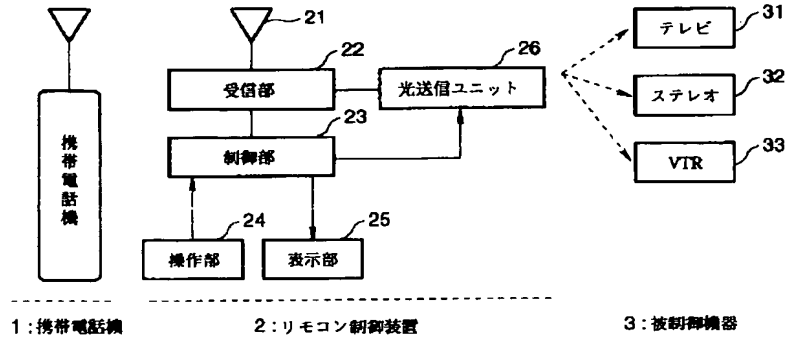 携帯電話機
21
受信部
22
光送信ユニット
26
制御部
23
操作部
24
表示部
25
テレビ
31
ステレオ
32
VTR
33
1:携帯電話機
2:リモコン制御装置
3:被制御機器